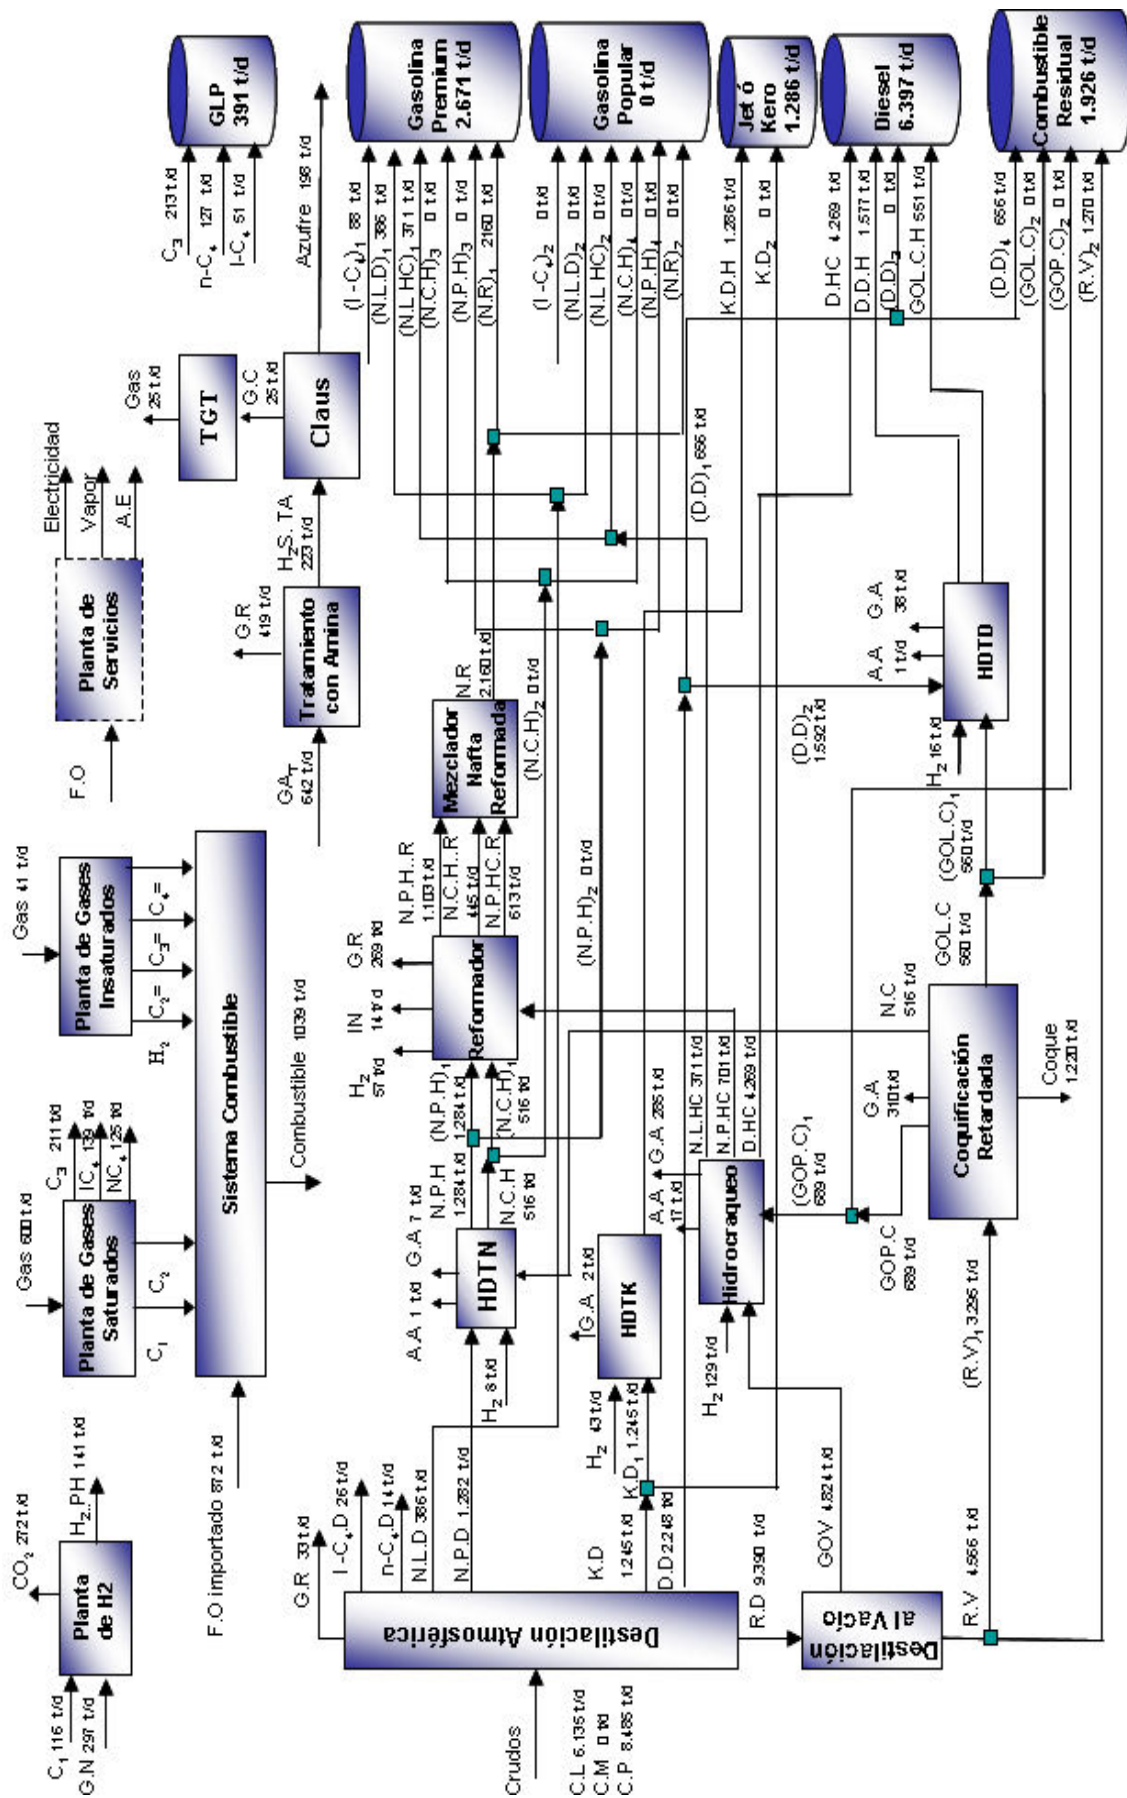 C₁ 116 t/d
G.N 297 t/d
Planta
de H2
CO₂ 272 t/d
H₂.PH 141 t/d
Gas 600 t/d
Planta de Gases
Saturados
C₃ 211 t/d
IC₄ 139 t/d
NC₄ 125 t/d
C₁
C₂
Gas 41 t/d
Planta de Gases
Insaturados
H₂
C₂=
C₃=
C₄=
F.O importado 872 t/d
Sistema Combustible
Combustible 1039 t/d
F.O
Planta de
Servicios
Electricidad
Vapor
A.E
GA_T
642 t/d
Tratamiento
con Amina
G.R
419 t/d
H₂S.TA
223 t/d
Claus
G.C
25 t/d
TGT
Gas
25 t/d
Azufre 198 t/d
C₃ 213 t/d
n-C₄ 127 t/d
I-C₄ 51 t/d
GLP
391 t/d
Crudos
C.L 6.135 t/d
C.M 0 t/d
C.P 8.485 t/d
Destilación Atmosférica
G.R 33 t/d
I-C₄.D 26 t/d
n-C₄.D 14 t/d
N.L.D 386 t/d
N.P.D 1.282 t/d
K.D
1.245 t/d
D.D 2.248 t/d
R.D 9.390 t/d
Destilación
al Vacío
GOV 4.824 t/d
R.V 4.566 t/d
(R.V)₁ 3.295 t/d
H₂ 8 t/d
HDTN
A.A 1 t/d
G.A 7 t/d
N.P.H
1.284 t/d
N.C.H
516 t/d
(N.P.H)₁
1.284 t/d
(N.C.H)₁
516 t/d
Reformador
H₂
57 t/d
IN
14 t/d
G.R
269 t/d
N.P.H..R
1.103 t/d
N.C.H..R
445 t/d
N.P.HC.R
613 t/d
Mezclador
Nafta
Reformada
N.R
2.160 t/d
(N.C.H)₂ 0 t/d
(N.P.H)₂ 0 t/d
H₂ 43 t/d
K.D₁ 1.245 t/d
HDTK
G.A 2 t/d
H₂ 129 t/d
Hidrocraqueo
A.A
17 t/d
G.A 286 t/d
N.L.HC 371 t/d
N.P.HC 701 t/d
D.HC 4.269 t/d
(GOP.C)₁
689 t/d
GOP.C
689 t/d
Coquificación
Retardada
G.A
310 t/d
N.C
516 t/d
Coque
1.220 t/d
GOL.C
560 t/d
(GOL.C)₁
560 t/d
H₂ 16 t/d
(D.D)₂
1.592 t/d
HDTD
A.A
1 t/d
G.A
38 t/d
(D.D)₁ 656 t/d
(I-C₄)₁ 88 t/d
(N.L.D)₁ 386 t/d
(N.L.HC)₁ 371 t/d
(N.C.H)₃ 0 t/d
(N.P.H)₃ 0 t/d
(N.R)₁ 2160 t/d
Gasolina
Premium
2.671 t/d
(I-C₄)₂ 0 t/d
(N.L.D)₂ 0 t/d
(N.L.HC)₂ 0 t/d
(N.C.H)₄ 0 t/d
(N.P.H)₄ 0 t/d
(N.R)₂ 0 t/d
Gasolina
Popular
0 t/d
K.D.H 1.286 t/d
K.D₂ 0 t/d
Jet ó
Kero
1.286 t/d
D.HC 4.269 t/d
D.D.H 1.577 t/d
(D.D)₃ 0 t/d
GOL.C.H 551 t/d
Diesel
6.397 t/d
(D.D)₄ 656 t/d
(GOL.C)₂ 0 t/d
(GOP.C)₂ 0 t/d
(R.V)₂ 1.270 t/d
Combustible
Residual
1.926 t/d